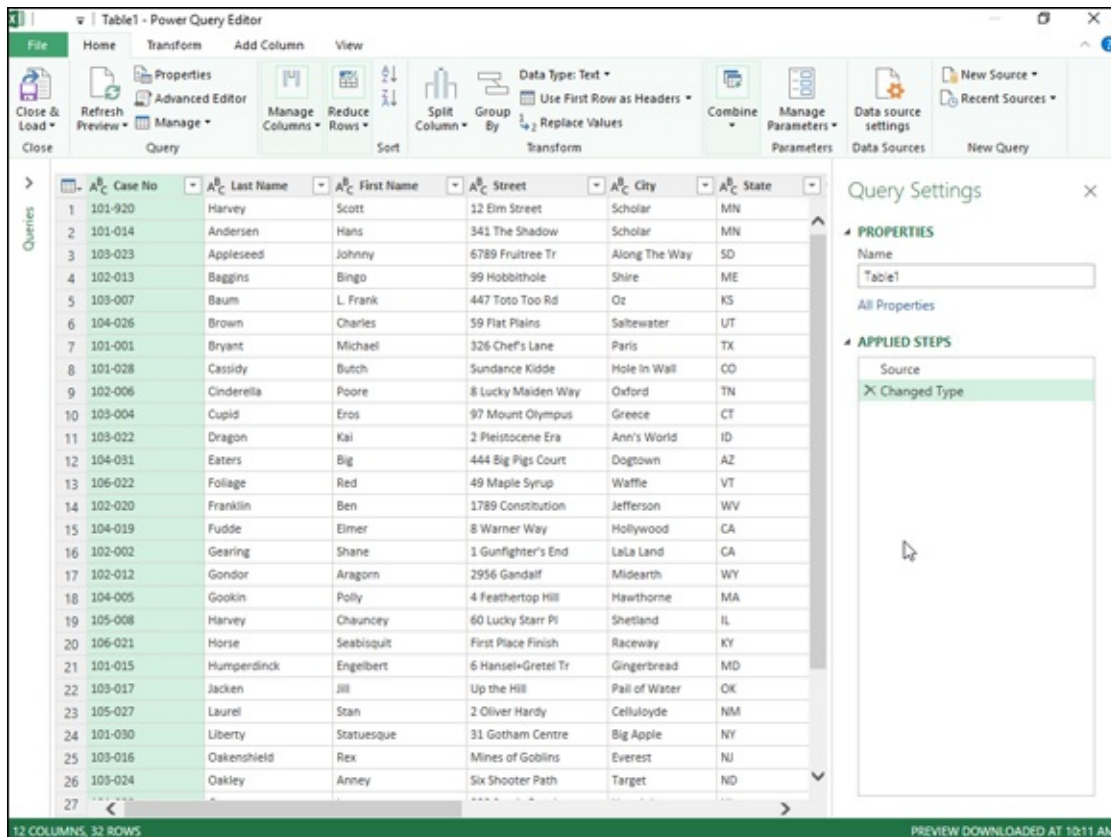 Table1 - Power Query Editor
File Home Transform Add Column View
Close & Load
Refresh Preview
Properties
Advanced Editor
Manage
Manage Columns
Reduce Rows
Split Column
Group By
Data Type: Text
Use First Row as Headers
Replace Values
Combine
Manage Parameters
Data source settings
New Source
Recent Sources
Close Query Sort Transform Parameters Data Sources New Query
Queries
Case No Last Name First Name Street City State
1 101-920 Harvey Scott 12 Elm Street Scholar MN
2 101-014 Andersen Hans 341 The Shadow Scholar MN
3 103-023 Appleseed Johnny 6789 Fruitree Tr Along The Way SD
4 102-013 Baggins Bingo 99 Hobbithole Shire ME
5 103-007 Baum L. Frank 447 Toto Too Rd Oz KS
6 104-026 Brown Charles 59 Flat Plains Saltewater UT
7 101-001 Bryant Michael 326 Chef's Lane Paris TX
8 101-028 Cassidy Butch Sundance Kidde Hole In Wall CO
9 102-006 Cinderella Poore 8 Lucky Maiden Way Oxford TN
10 103-004 Cupid Eros 97 Mount Olympus Greece CT
11 103-022 Dragon Kai 2 Pleistocene Era Ann's World ID
12 104-031 Eaters Big 444 Big Pigs Court Dogtown AZ
13 106-022 Foliage Red 49 Maple Syrup Waffle VT
14 102-020 Franklin Ben 1789 Constitution Jefferson WV
15 104-019 Fudde Elmer 8 Warner Way Hollywood CA
16 102-002 Gearing Shane 1 Gunfighter's End LaLa Land CA
17 102-012 Gondor Aragorn 2956 Gandalf Midearth WY
18 104-005 Gookin Polly 4 Feathertop Hill Hawthorne MA
19 105-008 Harvey Chauncey 60 Lucky Starr Pl Shetland IL
20 106-021 Horse Seabisquit First Place Finish Raceway KY
21 101-015 Humperdinck Engelbert 6 Hansel+Gretel Tr Gingerbread MD
22 103-017 Jacken Jill Up the Hill Pail of Water OK
23 105-027 Laurel Stan 2 Oliver Hardy Celluloyde NM
24 101-030 Liberty Statuesque 31 Gotham Centre Big Apple NY
25 103-016 Oakenshield Rex Mines of Goblins Everest NJ
26 103-024 Oakley Anney Six Shooter Path Target ND
27
Query Settings
PROPERTIES
Name
Table1
All Properties
APPLIED STEPS
Source
Changed Type
12 COLUMNS, 32 ROWS
PREVIEW DOWNLOADED AT 10:11 AM